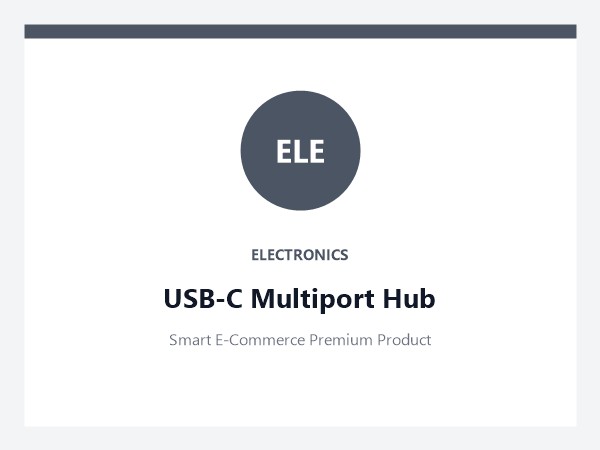 ELE
ELECTRONICS
USB-C Multiport Hub
Smart E-Commerce Premium Product